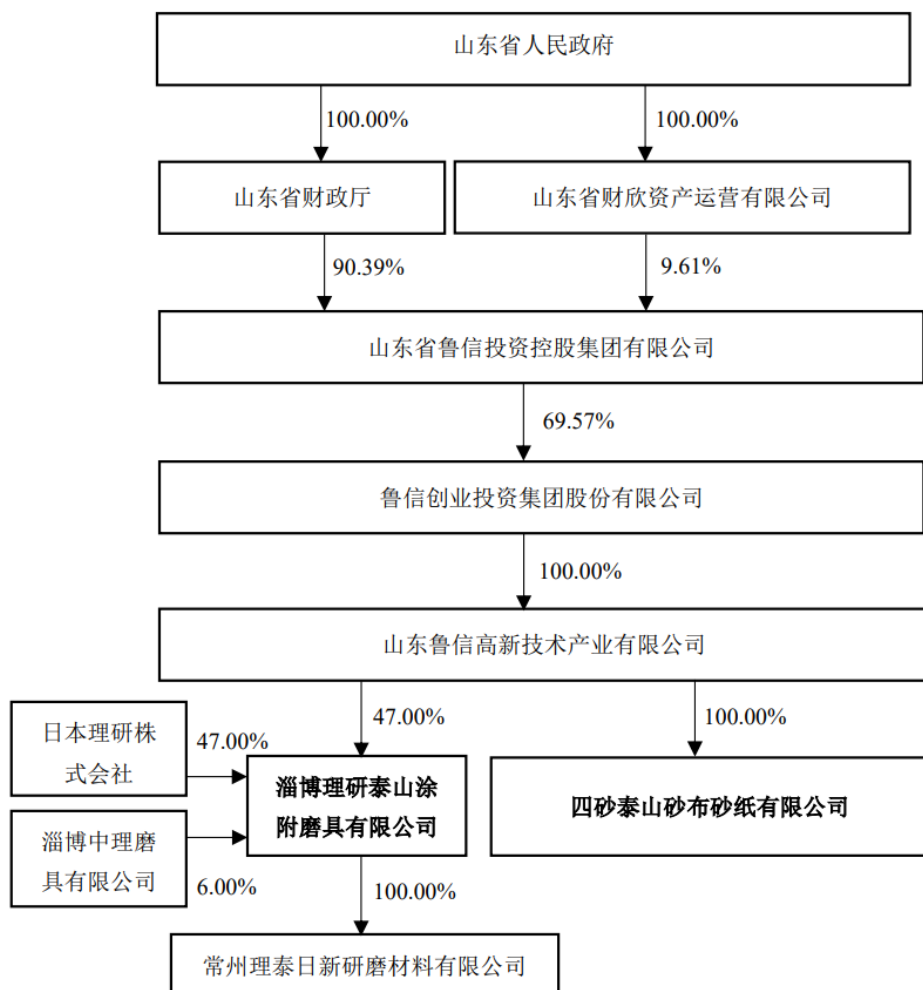 山东省人民政府
100.00%
100.00%
山东省财政厅
山东省财欣资产运营有限公司
90.39%
9.61%
山东省鲁信投资控股集团有限公司
69.57%
鲁信创业投资集团股份有限公司
100.00%
山东鲁信高新技术产业有限公司
47.00%
100.00%
日本理研株
式会社
47.00%
淄博理研泰山涂
附磨具有限公司
四砂泰山砂布砂纸有限公司
淄博中理磨
具有限公司
6.00%
100.00%
常州理泰日新研磨材料有限公司